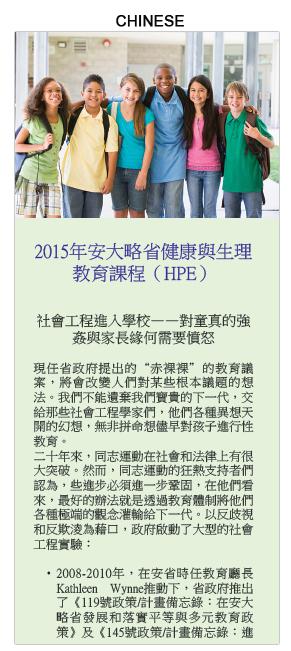 CHINESE
2015年安大略省健康與生理
教育課程（HPE）
社會工程進入學校——對童真的強
姦與家長緣何需要憤怒
現任省政府提出的“赤裸裸”的教育議
案，將會改變人們對某些根本議題的想
法。我們不能遺棄我們寶貴的下一代，交
給那些社會工程學家們，他們各種異想天
開的幻想，無非拼命想儘早對孩子進行性
教育。
二十年來，同志運動在社會和法律上有很
大突破。然而，同志運動的狂熱支持者們
認為，些進步必須進一步鞏固，在他們看
來，最好的辦法就是透過教育體制將他們
各種極端的觀念灌輸給下一代。以反歧視
和反欺淩為藉口，政府啟動了大型的社會
工程實驗：
• 2008-2010年，在安省時任教育廳長
Kathleen Wynne推動下，省政府推出
了《119號政策/計畫備忘錄：在安大
略省發展和落實平等與多元教育政
策》及《145號政策/計畫備忘錄：進